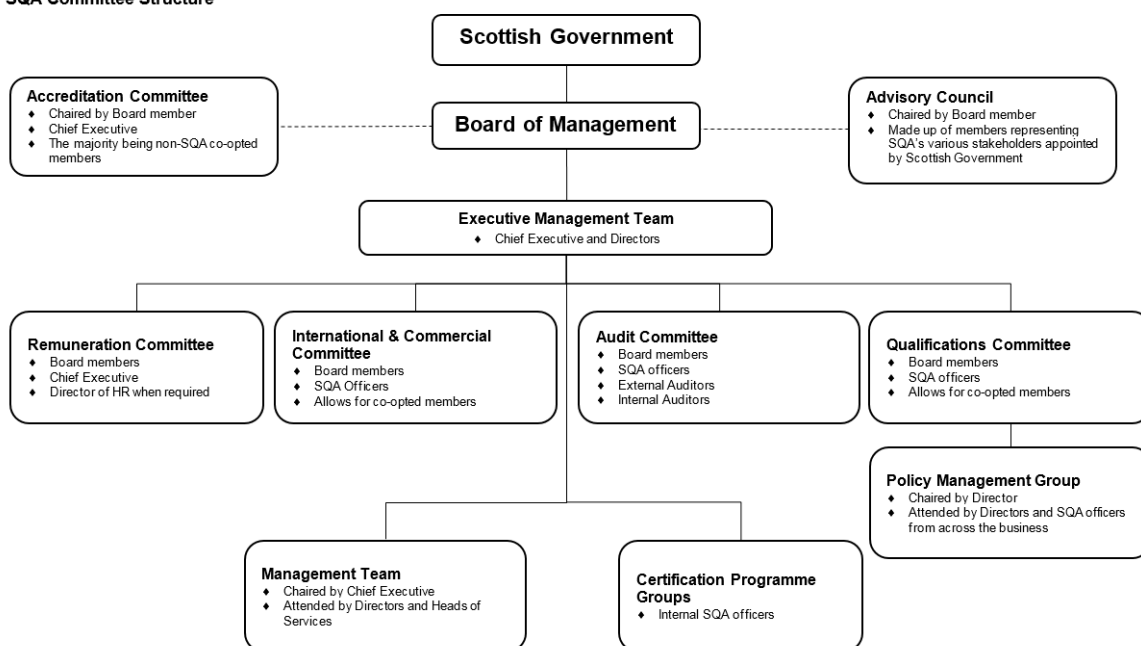 SQA Committee Structure
Scottish Government
Accreditation Committee
♦ Chaired by Board member
♦ Chief Executive
♦ The majority being non-SQA co-opted
members
Board of Management
Advisory Council
♦ Chaired by Board member
♦ Made up of members representing
SQA's various stakeholders appointed
by Scottish Government
Executive Management Team
♦ Chief Executive and Directors
Remuneration Committee
♦ Board members
♦ Chief Executive
♦ Director of HR when required
International & Commercial
Committee
♦ Board members
♦ SQA Officers
♦ Allows for co-opted members
Audit Committee
♦ Board members
♦ SQA officers
♦ External Auditors
♦ Internal Auditors
Qualifications Committee
♦ Board members
♦ SQA officers
♦ Allows for co-opted members
Policy Management Group
♦ Chaired by Director
♦ Attended by Directors and SQA officers
from across the business
Management Team
♦ Chaired by Chief Executive
♦ Attended by Directors and Heads of
Services
Certification Programme
Groups
♦ Internal SQA officers